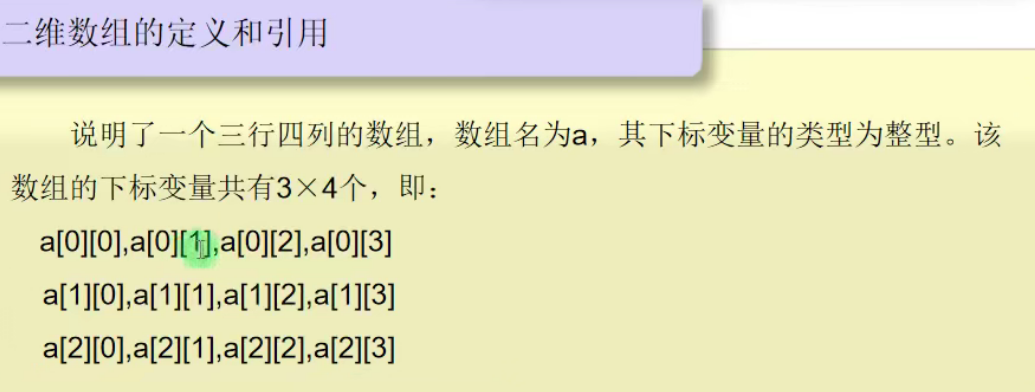 二维数组的定义和引用
说明了一个三行四列的数组，数组名为a，其下标变量的类型为整型。该
数组的下标变量共有3×4个，即：
a[0][0],a[0][1],a[0][2],a[0][3]
a[1][0],a[1][1],a[1][2],a[1][3]
a[2][0],a[2][1],a[2][2],a[2][3]